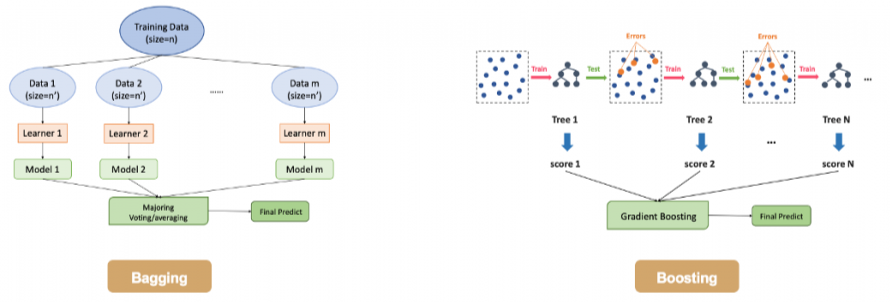 Training Data
(size=n)
Data 1
(size=n')
Data 2
(size=n')
......
Data m
(size=n')
Learner 1
Learner 2
Learner m
Model 1
Model 2
Model m
Majoring
Voting/averaging
Final Predict
Bagging
Errors
Errors
Train
Test
Train
Test
Train
...
Tree 1
Tree 2
Tree N
...
score 1
score 2
score N
Gradient Boosting
Final Predict
Boosting